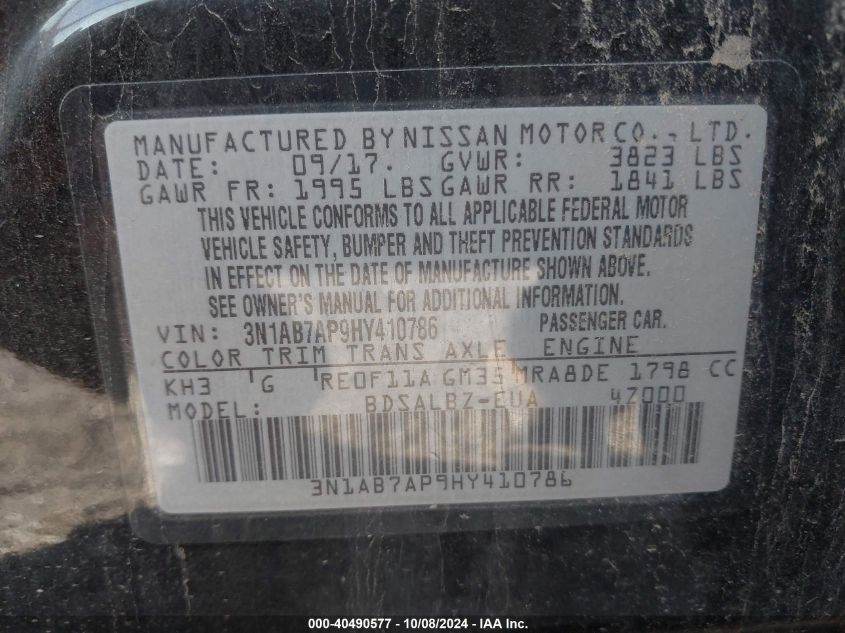 MANUFACTURED BY NISSAN MOTOR CO., LTD.
DATE: 09/17. GVWR: 3823 LBS
GAWR FR: 1995 LBS GAWR RR: 1841 LBS
THIS VEHICLE CONFORMS TO ALL APPLICABLE FEDERAL MOTOR
VEHICLE SAFETY, BUMPER AND THEFT PREVENTION STANDARDS
IN EFFECT ON THE DATE OF MANUFACTURE SHOWN ABOVE.
SEE OWNER'S MANUAL FOR ADDITIONAL INFORMATION.
VIN: 3N1AB7AP9HY410786 PASSENGER CAR.
COLOR TRIM TRANS AXLE ENGINE
KH3 G RE0F11A GM35 MRA8DE 1798 CC
MODEL: BDSALBZ-EUA 4Z000
3N1AB7AP9HY410786
000-40490577 - 10/08/2024 - IAA Inc.